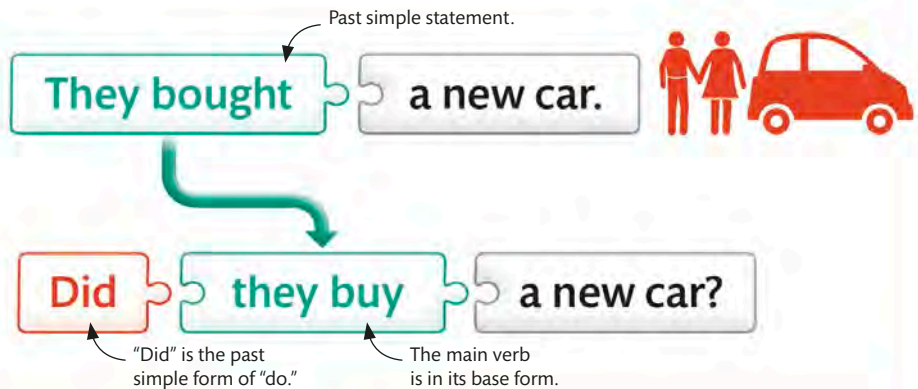 Past simple statement.
They bought a new car.
Did they buy a new car?
"Did" is the past
simple form of "do."
The main verb
is in its base form.